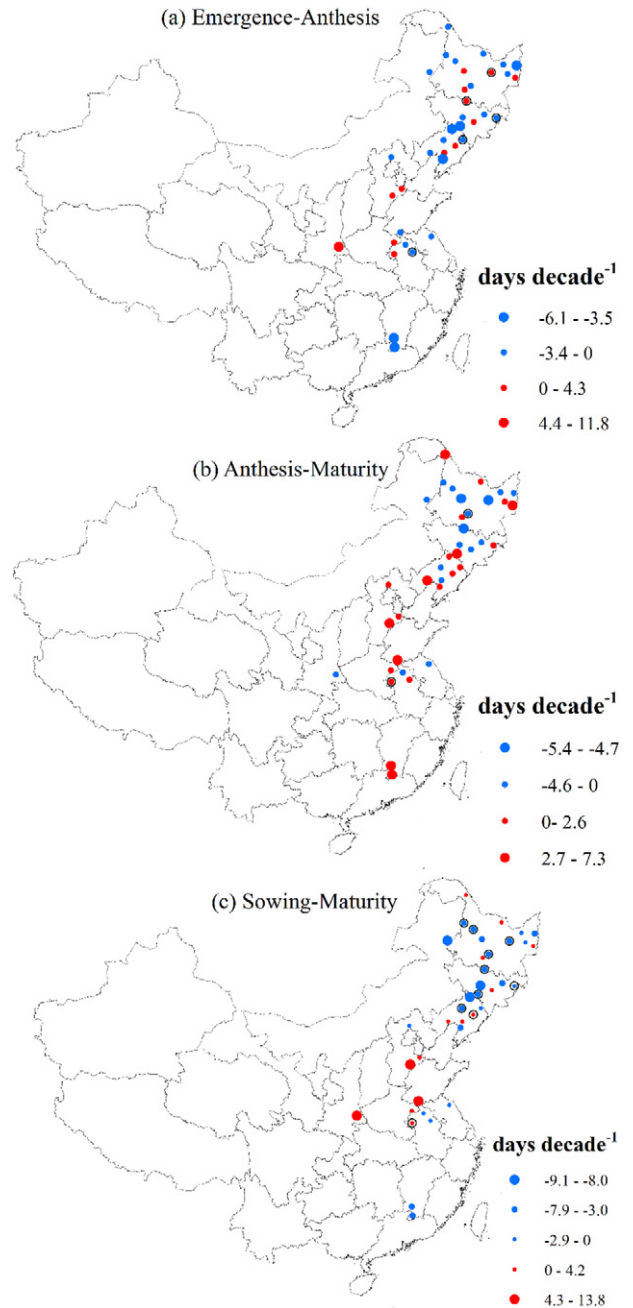 (a) Emergence-Anthesis
days decade-1
-6.1 - -3.5
-3.4 - 0
0 - 4.3
4.4 - 11.8
(b) Anthesis-Maturity
days decade-1
-5.4 - -4.7
-4.6 - 0
0- 2.6
2.7 - 7.3
(c) Sowing-Maturity
days decade-1
-9.1 - -8.0
-7.9 - -3.0
-2.9 - 0
0 - 4.2
4.3 - 13.8